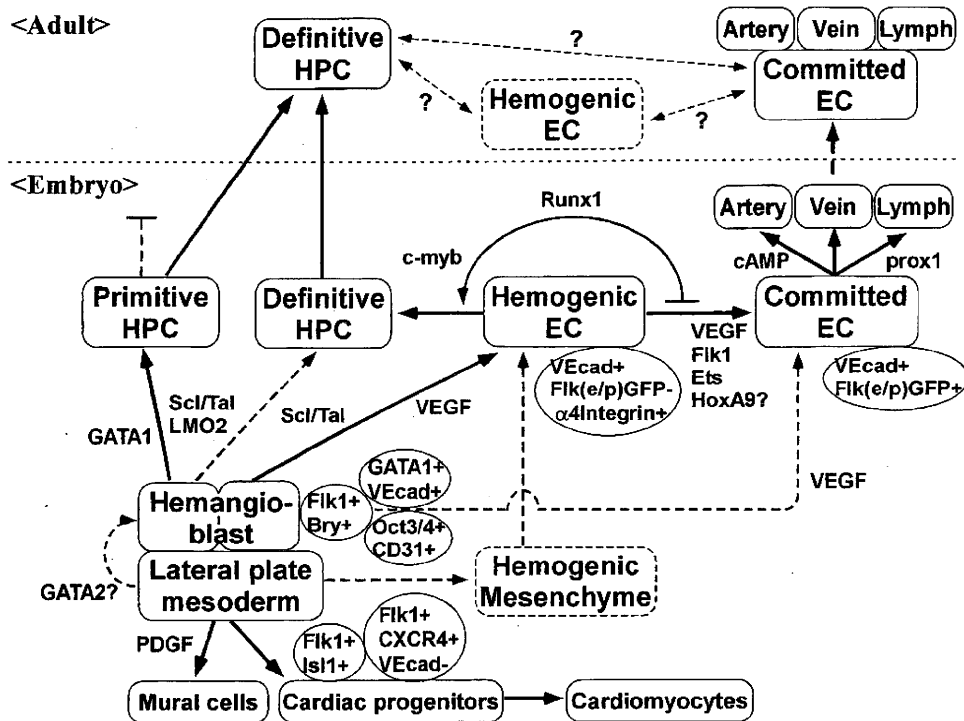 <Adult>
Definitive
HPC
?
?
Hemogenic
EC
?
Artery
Vein
Lymph
Committed
EC
<Embryo>
Runx1
c-myb
Artery
Vein
Lymph
cAMP
prox1
Primitive
HPC
Definitive
HPC
Hemogenic
EC
Committed
EC
VEGF
Flk1
Ets
HoxA9?
VEcad+
Flk(e/p)GFP-
α4Integrin+
VEcad+
Flk(e/p)GFP+
GATA1
Scl/Tal
LMO2
Scl/Tal
VEGF
VEGF
Hemangio-
blast
Flk1+
Bry+
GATA1+
VEcad+
Oct3/4+
CD31+
GATA2?
Lateral plate
mesoderm
Hemogenic
Mesenchyme
PDGF
Flk1+
Isl1+
Flk1+
CXCR4+
VEcad-
Mural cells
Cardiac progenitors
Cardiomyocytes